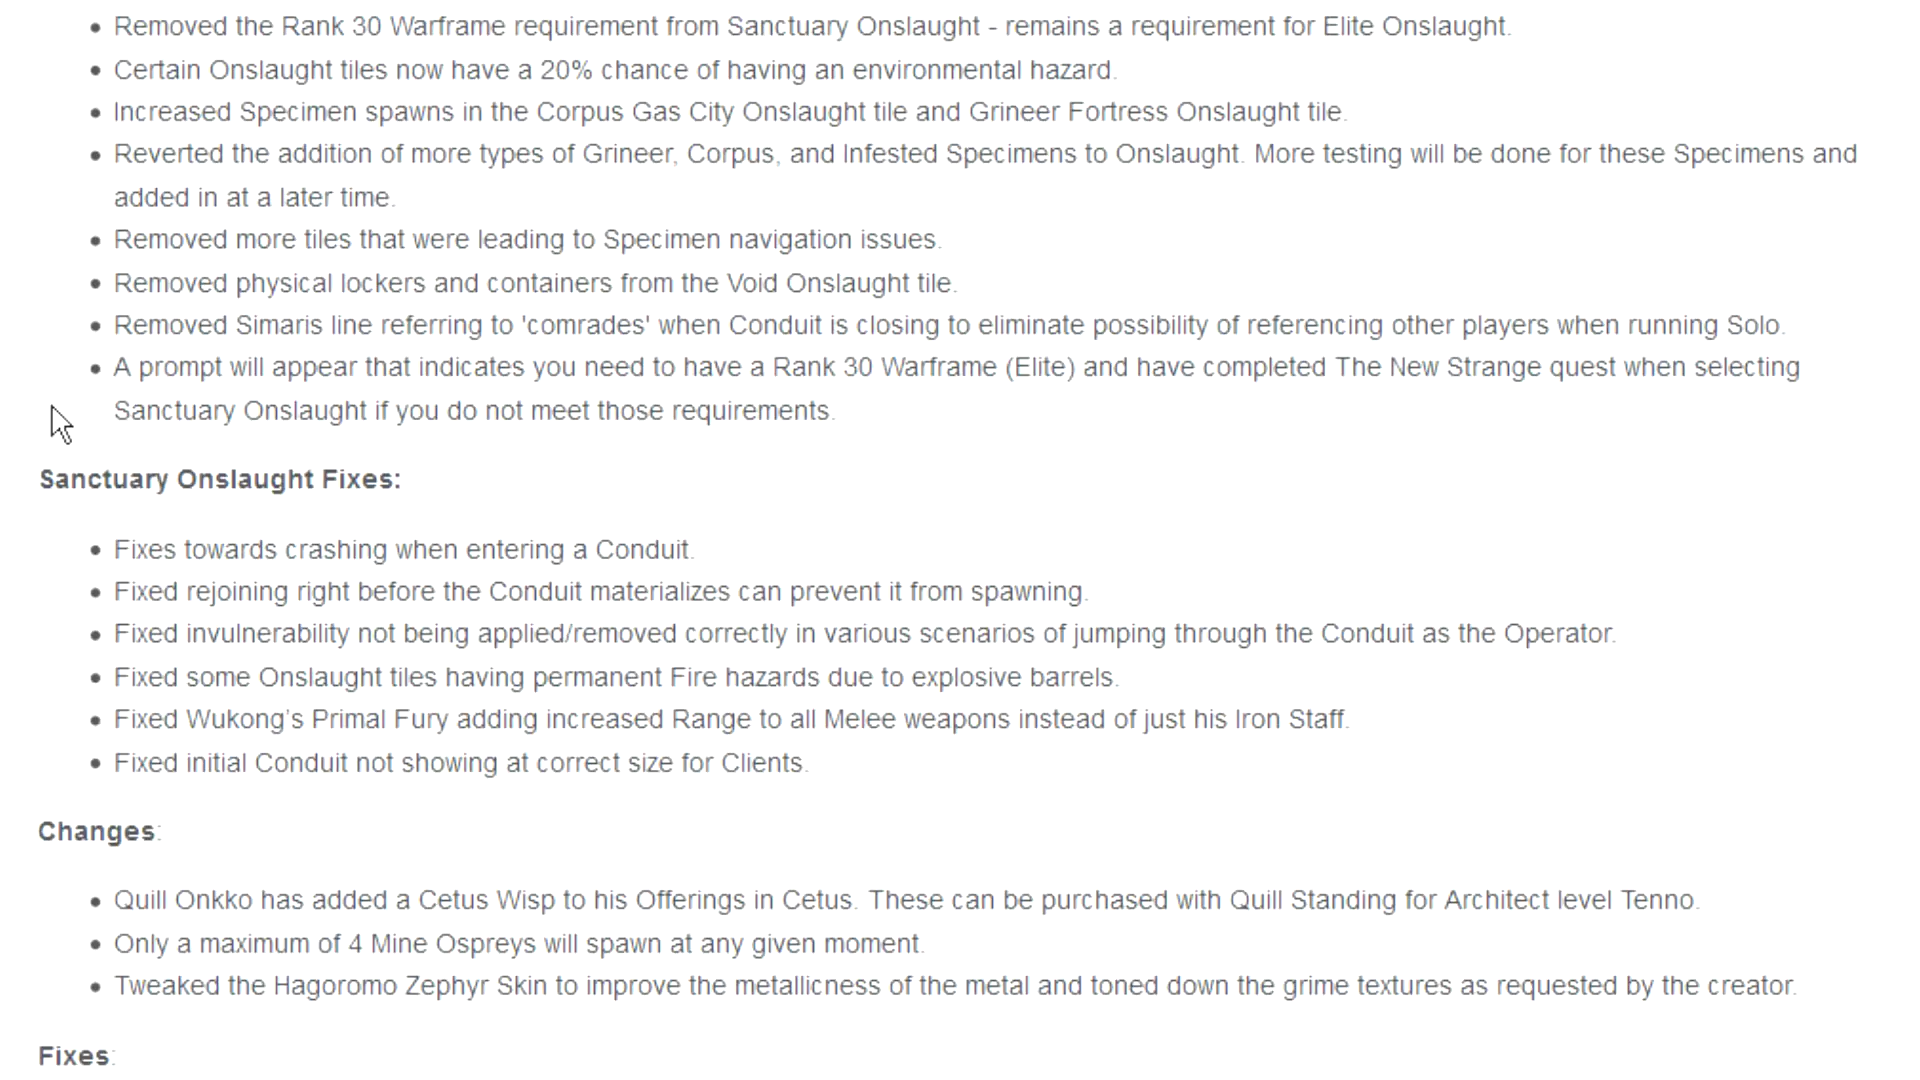 Removed the Rank 30 Warframe requirement from Sanctuary Onslaught - remains a requirement for Elite Onslaught.
Certain Onslaught tiles now have a 20% chance of having an environmental hazard.
Increased Specimen spawns in the Corpus Gas City Onslaught tile and Grineer Fortress Onslaught tile.
Reverted the addition of more types of Grineer, Corpus, and Infested Specimens to Onslaught. More testing will be done for these Specimens and
added in at a later time.
Removed more tiles that were leading to Specimen navigation issues.
Removed physical lockers and containers from the Void Onslaught tile.
Removed Simaris line referring to 'comrades' when Conduit is closing to eliminate possibility of referencing other players when running Solo.
A prompt will appear that indicates you need to have a Rank 30 Warframe (Elite) and have completed The New Strange quest when selecting
Sanctuary Onslaught if you do not meet those requirements.
Sanctuary Onslaught Fixes:
Fixes towards crashing when entering a Conduit.
Fixed rejoining right before the Conduit materializes can prevent it from spawning.
Fixed invulnerability not being applied/removed correctly in various scenarios of jumping through the Conduit as the Operator.
Fixed some Onslaught tiles having permanent Fire hazards due to explosive barrels.
Fixed Wukong’s Primal Fury adding increased Range to all Melee weapons instead of just his Iron Staff.
Fixed initial Conduit not showing at correct size for Clients.
Changes:
Quill Onkko has added a Cetus Wisp to his Offerings in Cetus. These can be purchased with Quill Standing for Architect level Tenno.
Only a maximum of 4 Mine Ospreys will spawn at any given moment.
Tweaked the Hagoromo Zephyr Skin to improve the metallicness of the metal and toned down the grime textures as requested by the creator.
Fixes: